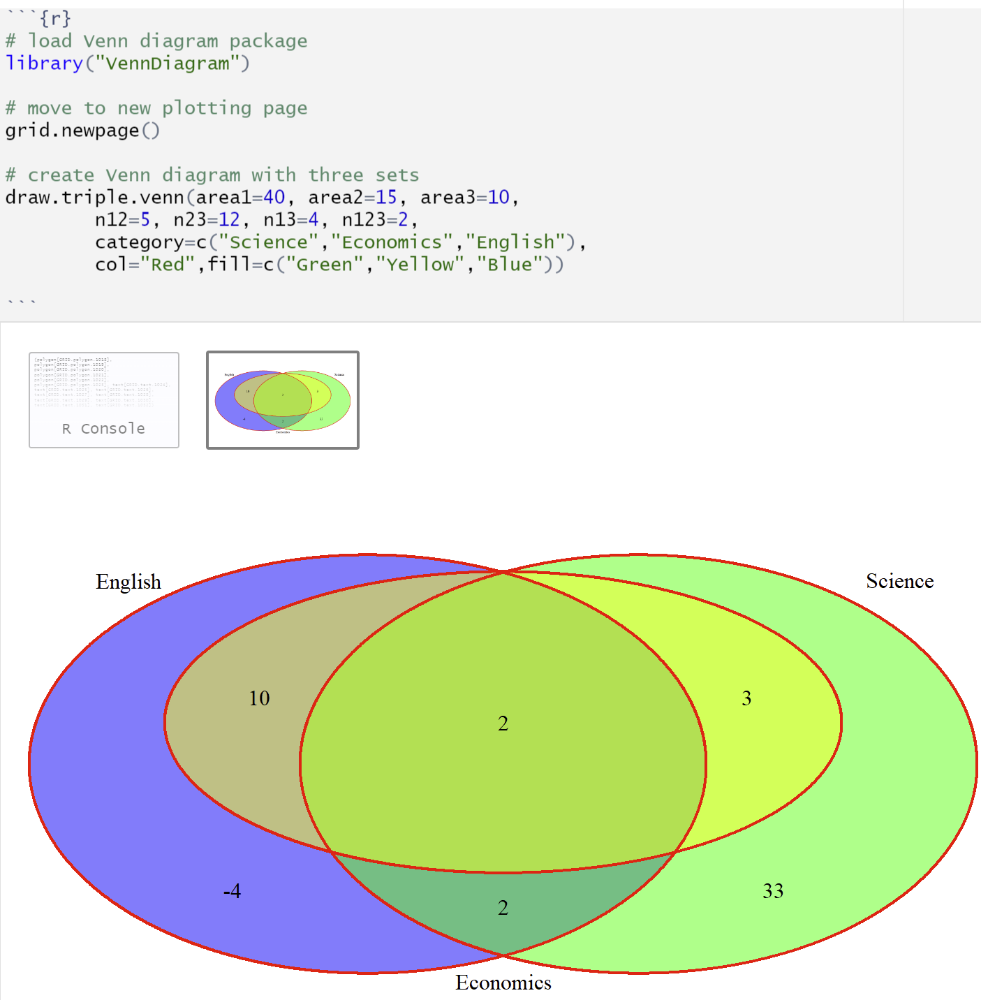 ```{r}
# load Venn diagram package
library("VennDiagram")
# move to new plotting page
grid.newpage()
# create Venn diagram with three sets
draw.triple.venn(area1=40, area2=15, area3=10,
n12=5, n23=12, n13=4, n123=2,
category=c("Science","Economics","English"),
col="Red",fill=c("Green","Yellow","Blue"))
```
R Console
English
Science
10
2
3
-4
2
33
Economics